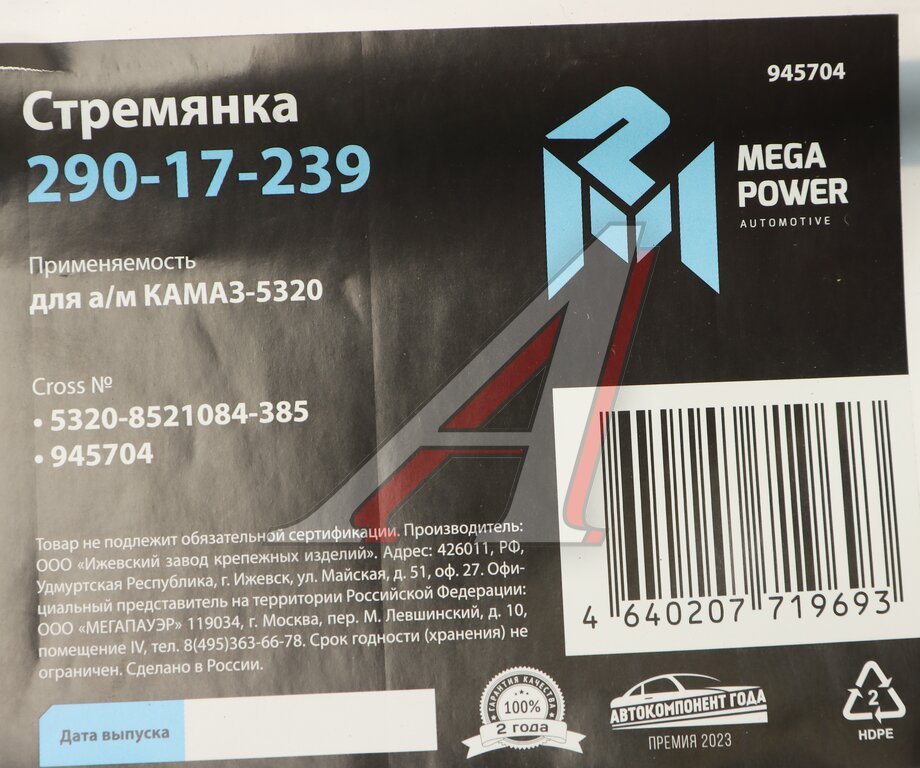 945704
Стремянка
290-17-239
MEGA
POWER
AUTOMOTIVE
Применяемость
для а/м КАМАЗ-5320
Cross №
• 5320-8521084-385
• 945704
Товар не подлежит обязательной сертификации. Производитель:
ООО «Ижевский завод крепежных изделий». Адрес: 426011, РФ,
Удмуртская Республика, г. Ижевск, ул. Майская, д. 51, оф. 27. Офи-
циальный представитель на территории Российской Федерации:
ООО «МЕГАПАУЭР» 119034, г. Москва, пер. М. Левшинский, д. 10,
помещение IV, тел. 8(495)363-66-78. Срок годности (хранения) не
ограничен. Сделано в России.
4 640207 719693
Дата выпуска
ГАРАНТИЯ КАЧЕСТВА
100%
2 года
АВТОКОМПОНЕНТ ГОДА
ПРЕМИЯ 2023
2
HDPE